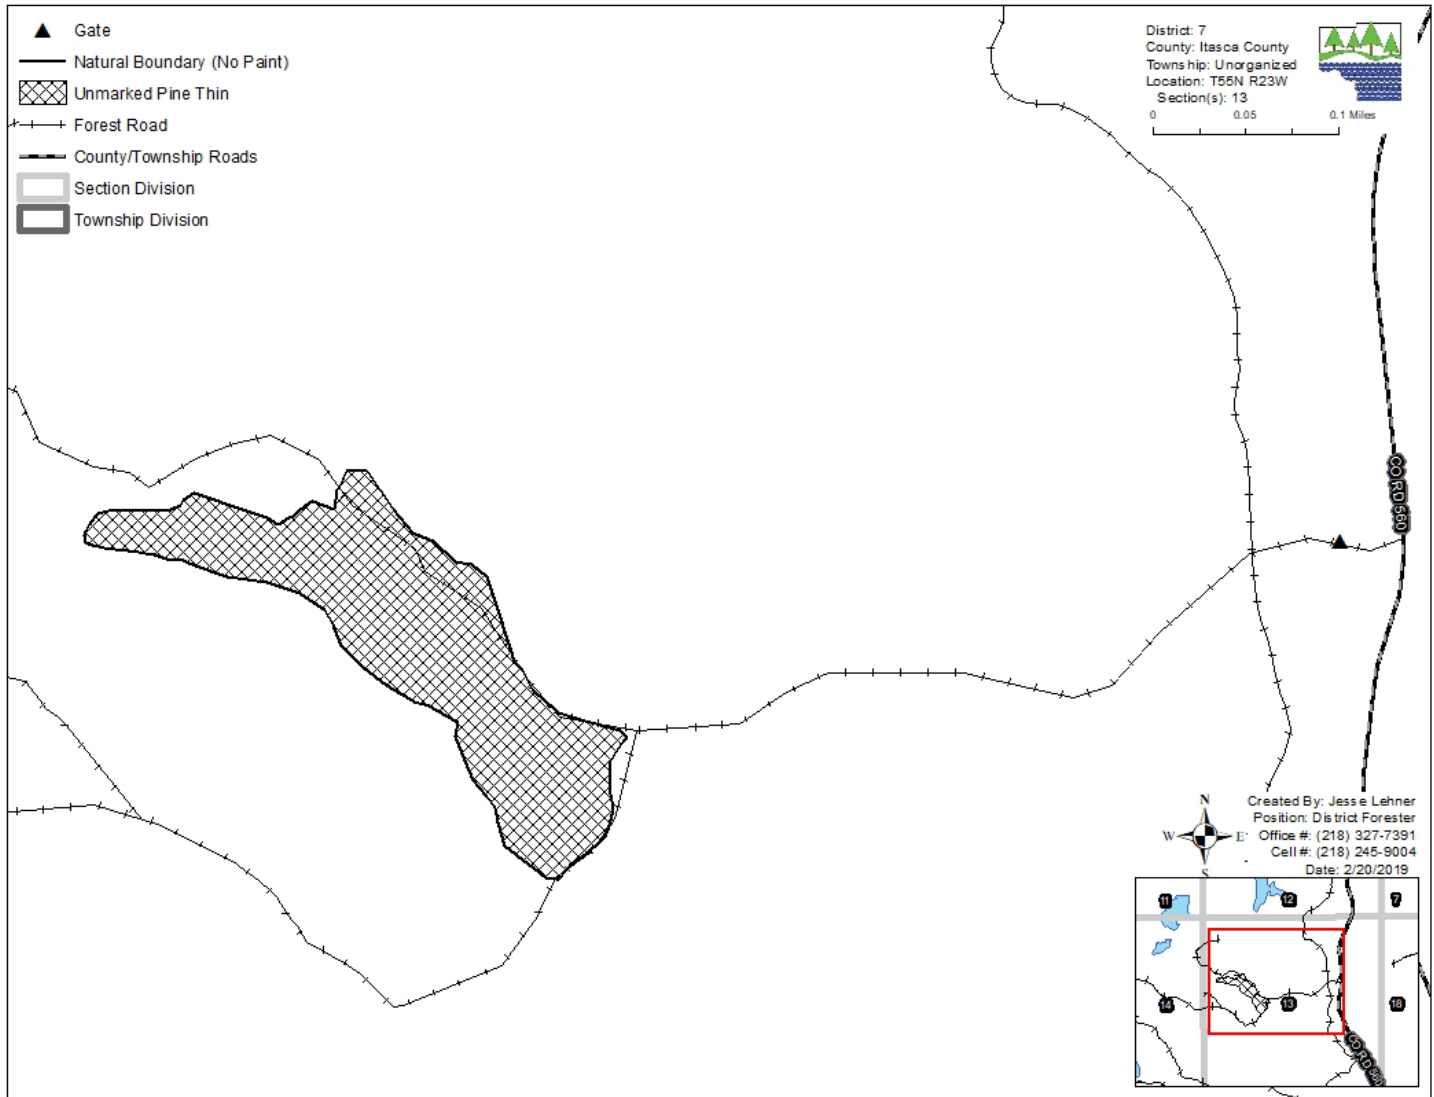 Gate
Natural Boundary (No Paint)
Unmarked Pine Thin
Forest Road
County/Township Roads
Section Division
Township Division
District: 7
County: Itasca County
Township: Unorganized
Location: T55N R23W
Section(s): 13
0 0.05 0.1 Miles
CO RD 560
N
W E
S
Created By: Jesse Lehner
Position: District Forester
Office #: (218) 327-7391
Cell #: (218) 245-9004
Date: 2/20/2019
11 12 7
14 13 18
CO RD 560